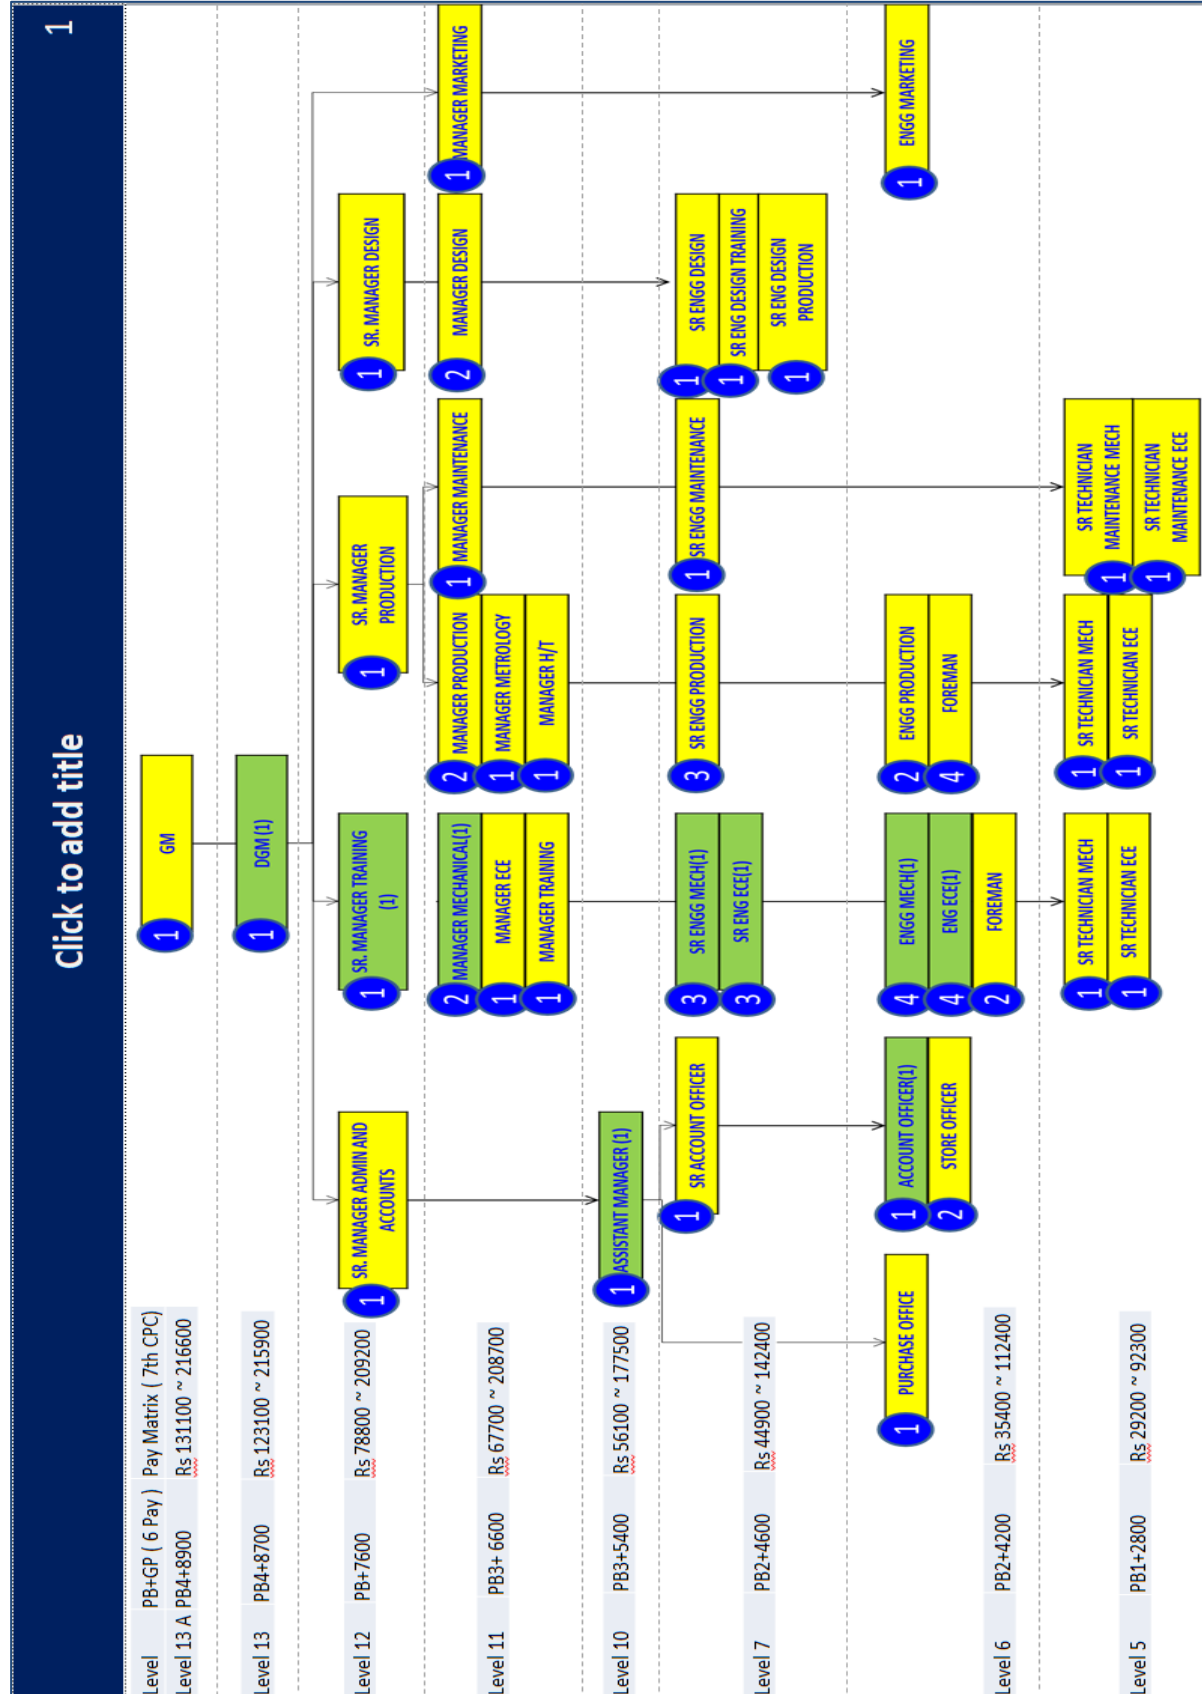 Click to add title
1
Level PB+GP ( 6 Pay ) Pay Matrix ( 7th CPC)
Level 13 A PB4+8900 Rs 131100 ~ 216600
GM
1
Level 13 PB4+8700 Rs 123100 ~ 215900
DGM (1)
1
Level 12 PB+7600 Rs 78800 ~ 209200
1
SR. MANAGER ADMIN AND
ACCOUNTS
1
SR. MANAGER TRAINING
(1)
1
SR. MANAGER
PRODUCTION
1
SR. MANAGER DESIGN
Level 11 PB3+ 6600 Rs 67700 ~ 208700
2
MANAGER MECHANICAL(1)
1
MANAGER ECE
1
MANAGER TRAINING
2
MANAGER PRODUCTION
1
MANAGER METROLOGY
1
MANAGER H/T
1
MANAGER MAINTENANCE
2
MANAGER DESIGN
1
MANAGER MARKETING
Level 10 PB3+5400 Rs 56100 ~ 177500
1
ASSISTANT MANAGER (1)
Level 7 PB2+4600 Rs 44900 ~ 142400
1
SR ACCOUNT OFFICER
3
SR ENGG MECH(1)
3
SR ENG ECE(1)
3
SR ENGG PRODUCTION
1
SR ENGG MAINTENANCE
1
SR ENGG DESIGN
1
SR ENG DESIGN TRAINING
1
SR ENG DESIGN
PRODUCTION
Level 6 PB2+4200 Rs 35400 ~ 112400
1
PURCHASE OFFICE
1
ACCOUNT OFFICER(1)
2
STORE OFFICER
4
ENGG MECH(1)
4
ENG ECE(1)
2
FOREMAN
2
ENGG PRODUCTION
4
FOREMAN
1
ENGG MARKETING
Level 5 PB1+2800 Rs 29200 ~ 92300
1
SR TECHNICIAN MECH
1
SR TECHNICIAN ECE
1
SR TECHNICIAN MECH
1
SR TECHNICIAN ECE
1
SR TECHNICIAN
MAINTENANCE MECH
1
SR TECHNICIAN
MAINTENANCE ECE